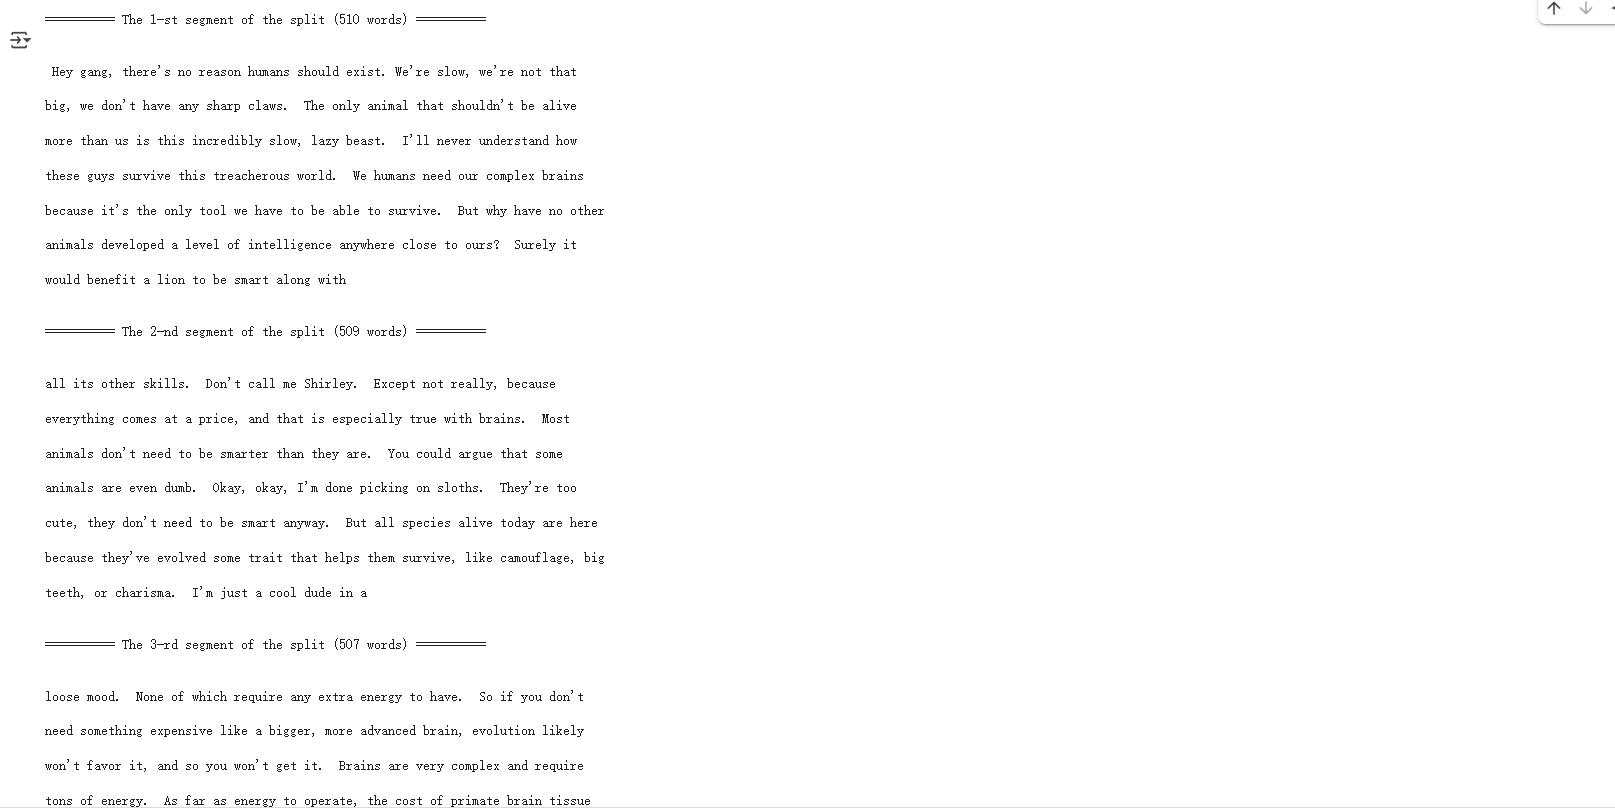 ========== The 1-st segment of the split (510 words) ==========
Hey gang, there's no reason humans should exist. We're slow, we're not that
big, we don't have any sharp claws.  The only animal that shouldn't be alive
more than us is this incredibly slow, lazy beast.  I'll never understand how
these guys survive this treacherous world.  We humans need our complex brains
because it's the only tool we have to be able to survive.  But why have no other
animals developed a level of intelligence anywhere close to ours?  Surely it
would benefit a lion to be smart along with
========== The 2-nd segment of the split (509 words) ==========
all its other skills.  Don't call me Shirley.  Except not really, because
everything comes at a price, and that is especially true with brains.  Most
animals don't need to be smarter than they are.  You could argue that some
animals are even dumb.  Okay, okay, I'm done picking on sloths.  They're too
cute, they don't need to be smart anyway.  But all species alive today are here
because they've evolved some trait that helps them survive, like camouflage, big
teeth, or charisma.  I'm just a cool dude in a
========== The 3-rd segment of the split (507 words) ==========
loose mood.  None of which require any extra energy to have.  So if you don't
need something expensive like a bigger, more advanced brain, evolution likely
won't favor it, and so you won't get it.  Brains are very complex and require
tons of energy.  As far as energy to operate, the cost of primate brain tissue